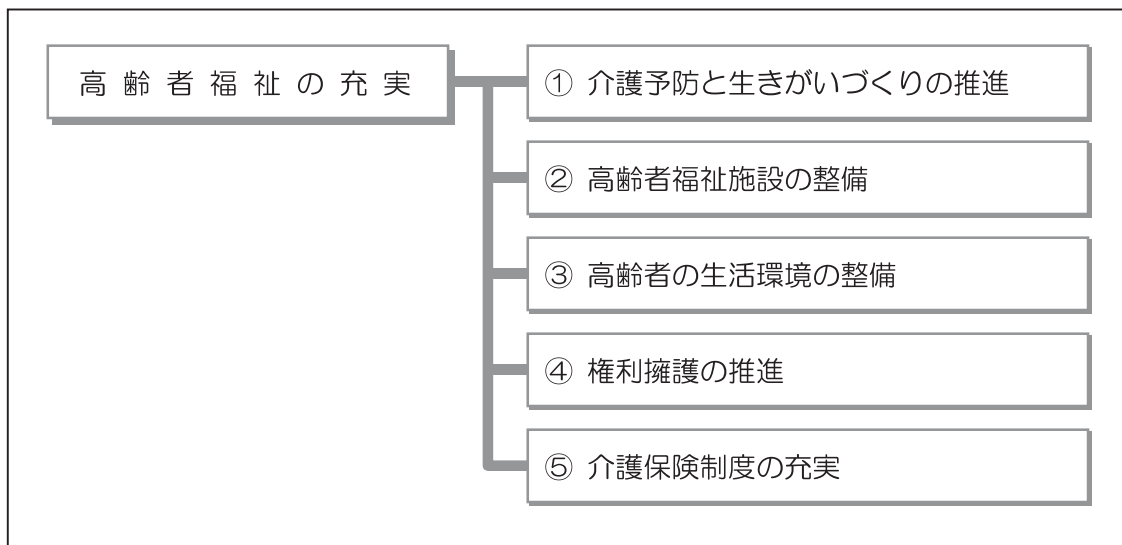 高齢者福祉の充実
① 介護予防と生きがいづくりの推進
② 高齢者福祉施設の整備
③ 高齢者の生活環境の整備
④ 権利擁護の推進
⑤ 介護保険制度の充実